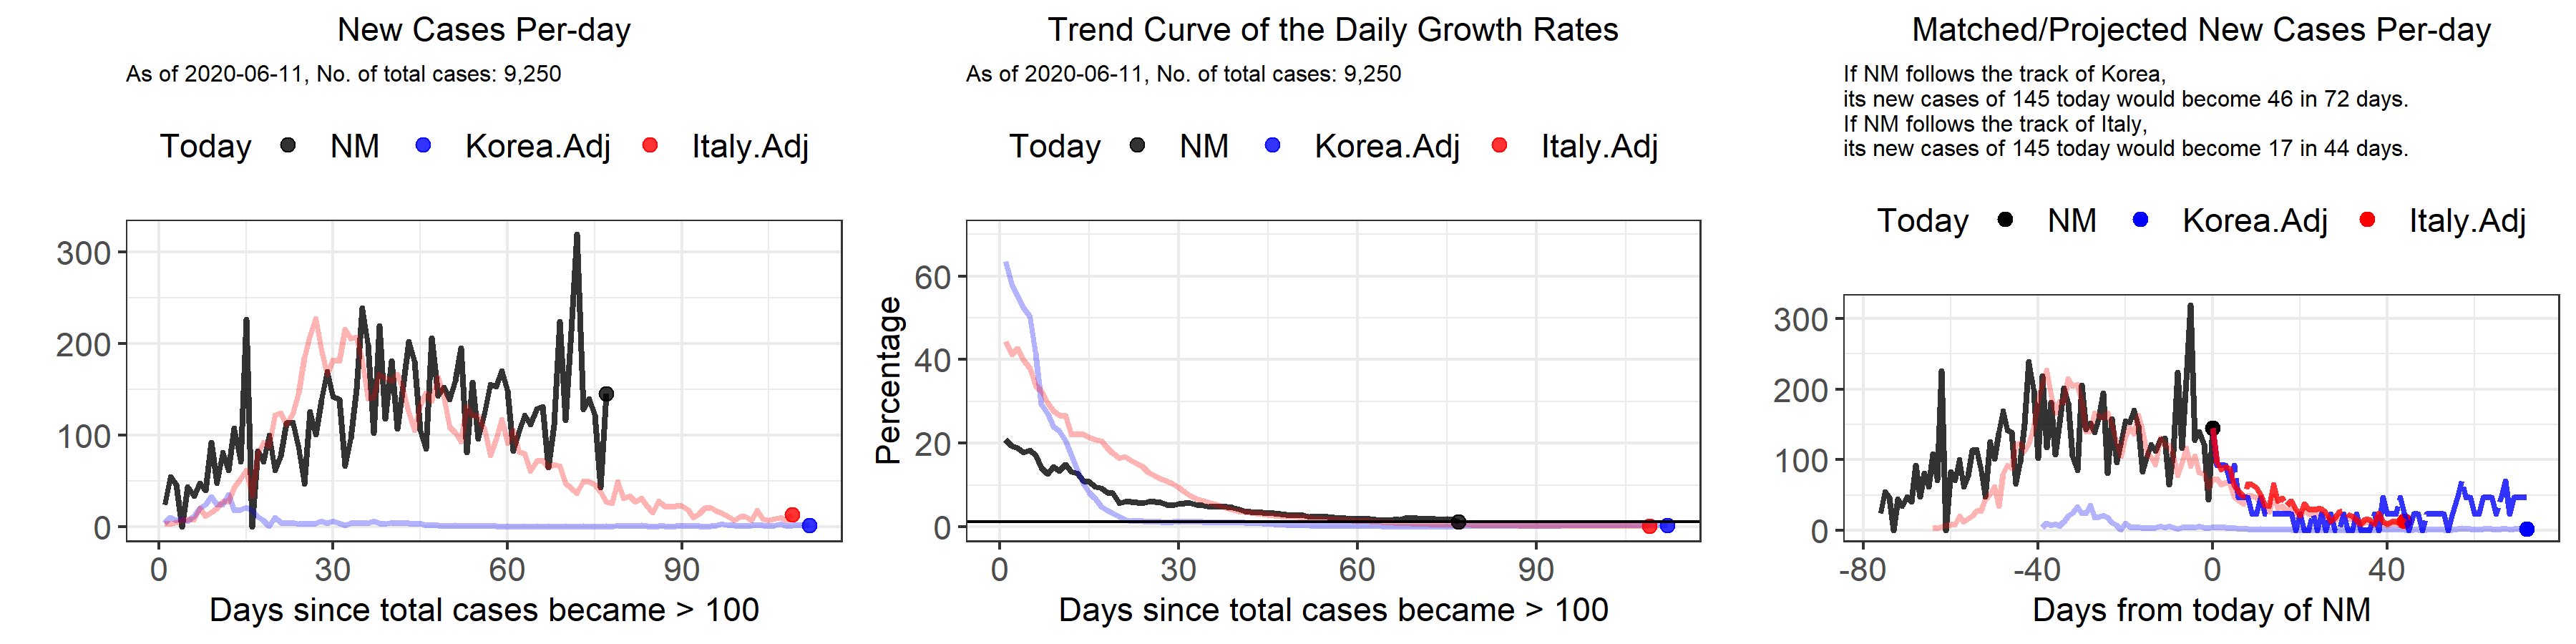 New Cases Per-day
As of 2020-06-11, No. of total cases: 9,250
Today NM Korea.Adj Italy.Adj
300
200
100
0
0 30 60 90
Days since total cases became > 100
Trend Curve of the Daily Growth Rates
As of 2020-06-11, No. of total cases: 9,250
Today NM Korea.Adj Italy.Adj
Percentage
60
40
20
0
0 30 60 90
Days since total cases became > 100
Matched/Projected New Cases Per-day
If NM follows the track of Korea,
its new cases of 145 today would become 46 in 72 days.
If NM follows the track of Italy,
its new cases of 145 today would become 17 in 44 days.
Today NM Korea.Adj Italy.Adj
300
200
100
0
-80 -40 0 40
Days from today of NM